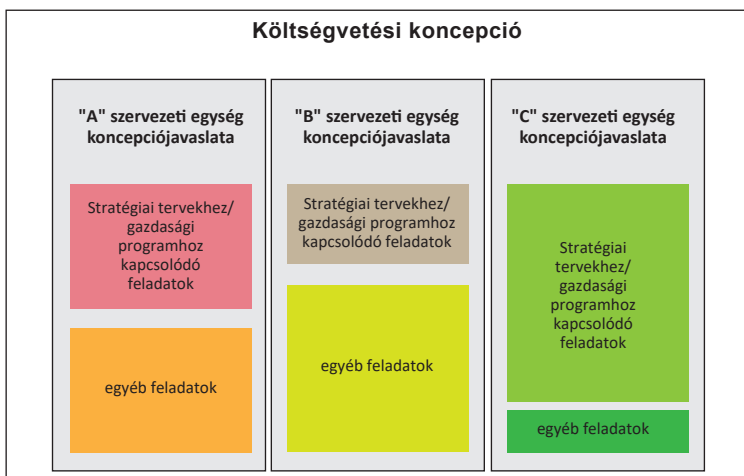 Költségvetési koncepció
"A" szervezeti egység
koncepciójavaslata
Stratégiai tervekhez/
gazdasági
programhoz
kapcsolódó
feladatok
egyéb feladatok
"B" szervezeti egység
koncepciójavaslata
Stratégiai tervekhez/
gazdasági programhoz
kapcsolódó feladatok
egyéb feladatok
"C" szervezeti egység
koncepciójavaslata
Stratégiai
tervekhez/
gazdasági
programhoz
kapcsolódó
feladatok
egyéb feladatok